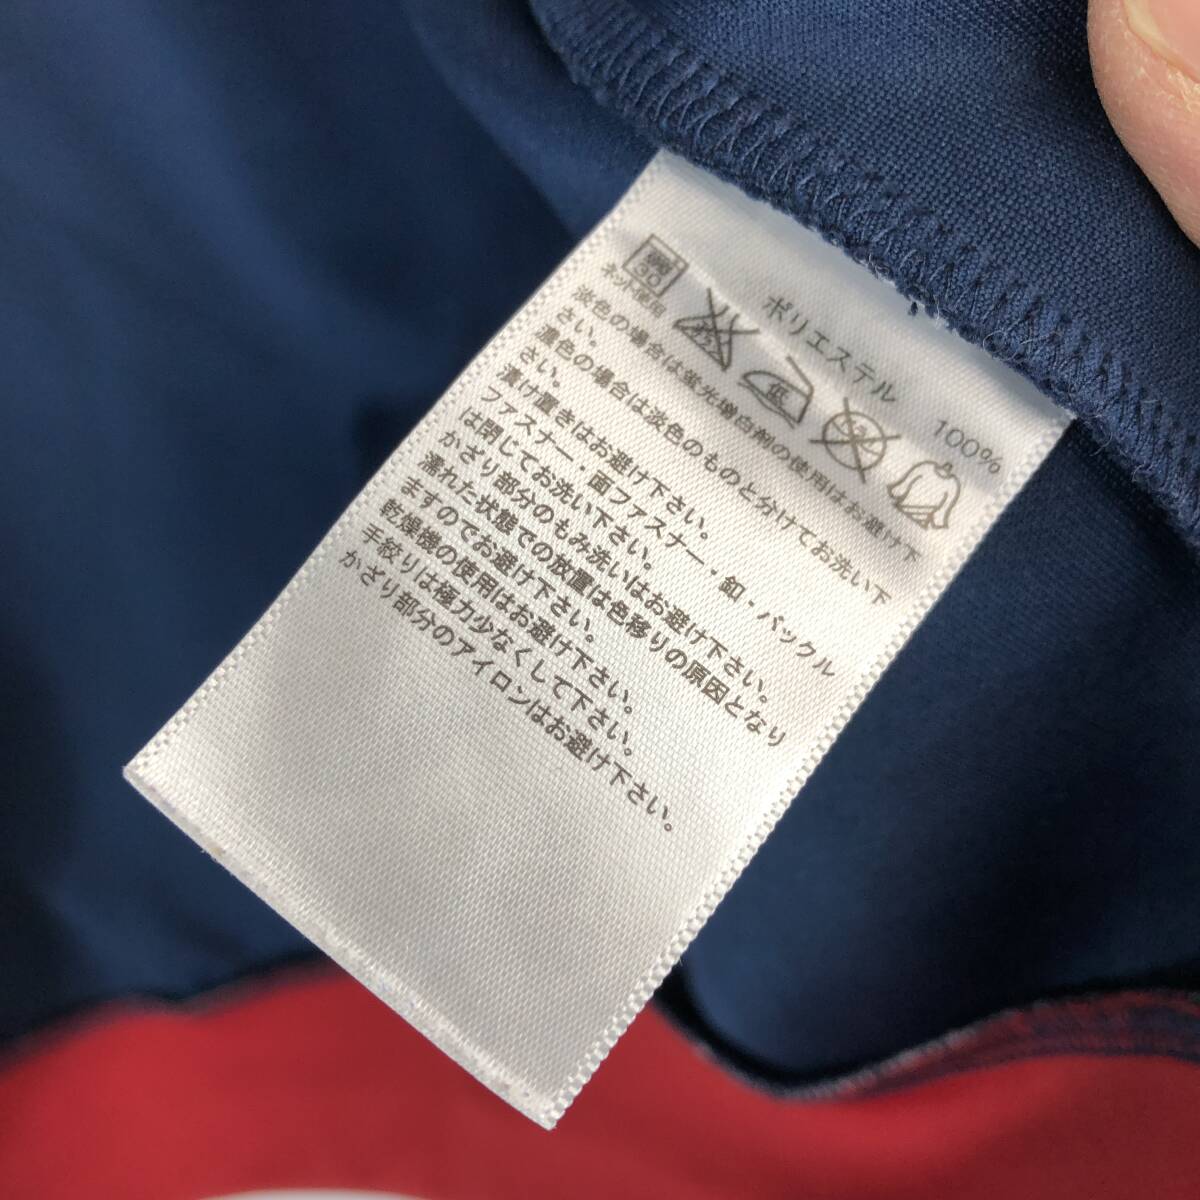 ポリエステル 100%
30
ネット使用
エンソサラシ
低
淡色の場合は蛍光増白剤の使用はお避け下
さい。
濃色の場合は淡色のものと分けてお洗い下
さい。
漬け置きはお避け下さい。
ファスナー・面ファスナー・釦・バックル
は閉じてお洗い下さい。
かざり部分のもみ洗いはお避け下さい。
濡れた状態での放置は色移りの原因となり
ますのでお避け下さい。
乾燥機の使用はお避け下さい。
手絞りは極力少なくして下さい。
かざり部分のアイロンはお避け下さい。